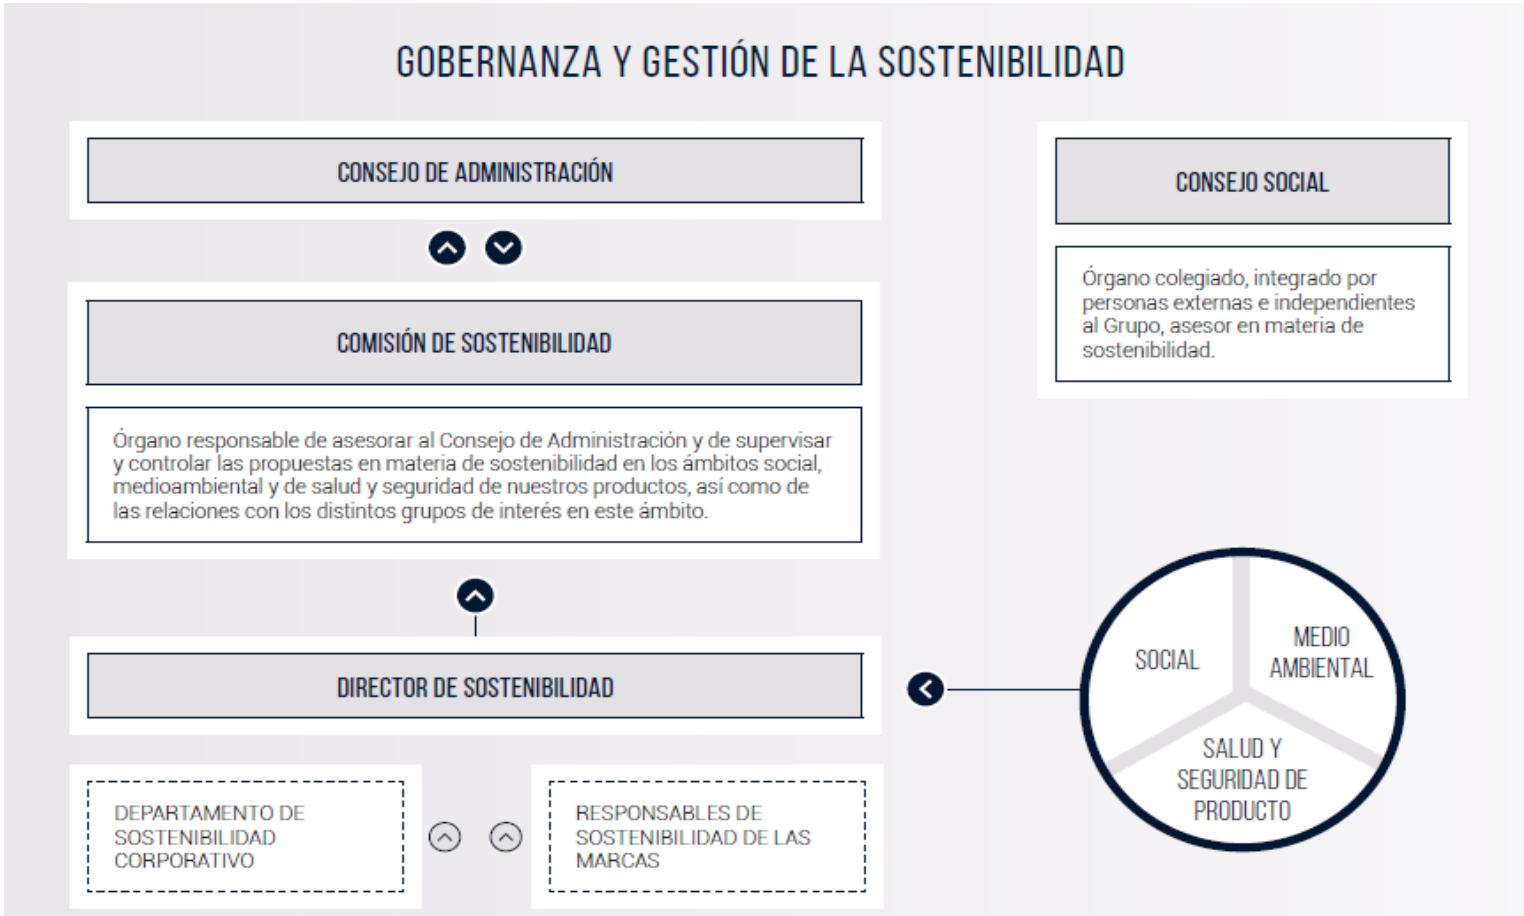 GOBERNANZA Y GESTIÓN DE LA SOSTENIBILIDAD
CONSEJO DE ADMINISTRACIÓN
COMISIÓN DE SOSTENIBILIDAD
Órgano responsable de asesorar al Consejo de Administración y de supervisar
y controlar las propuestas en materia de sostenibilidad en los ámbitos social,
medioambiental y de salud y seguridad de nuestros productos, así como de
las relaciones con los distintos grupos de interés en este ámbito.
DIRECTOR DE SOSTENIBILIDAD
DEPARTAMENTO DE
SOSTENIBILIDAD
CORPORATIVO
RESPONSABLES DE
SOSTENIBILIDAD DE LAS
MARCAS
CONSEJO SOCIAL
Órgano colegiado, integrado por
personas externas e independientes
al Grupo, asesor en materia de
sostenibilidad.
SOCIAL
MEDIO
AMBIENTAL
SALUD Y
SEGURIDAD DE
PRODUCTO